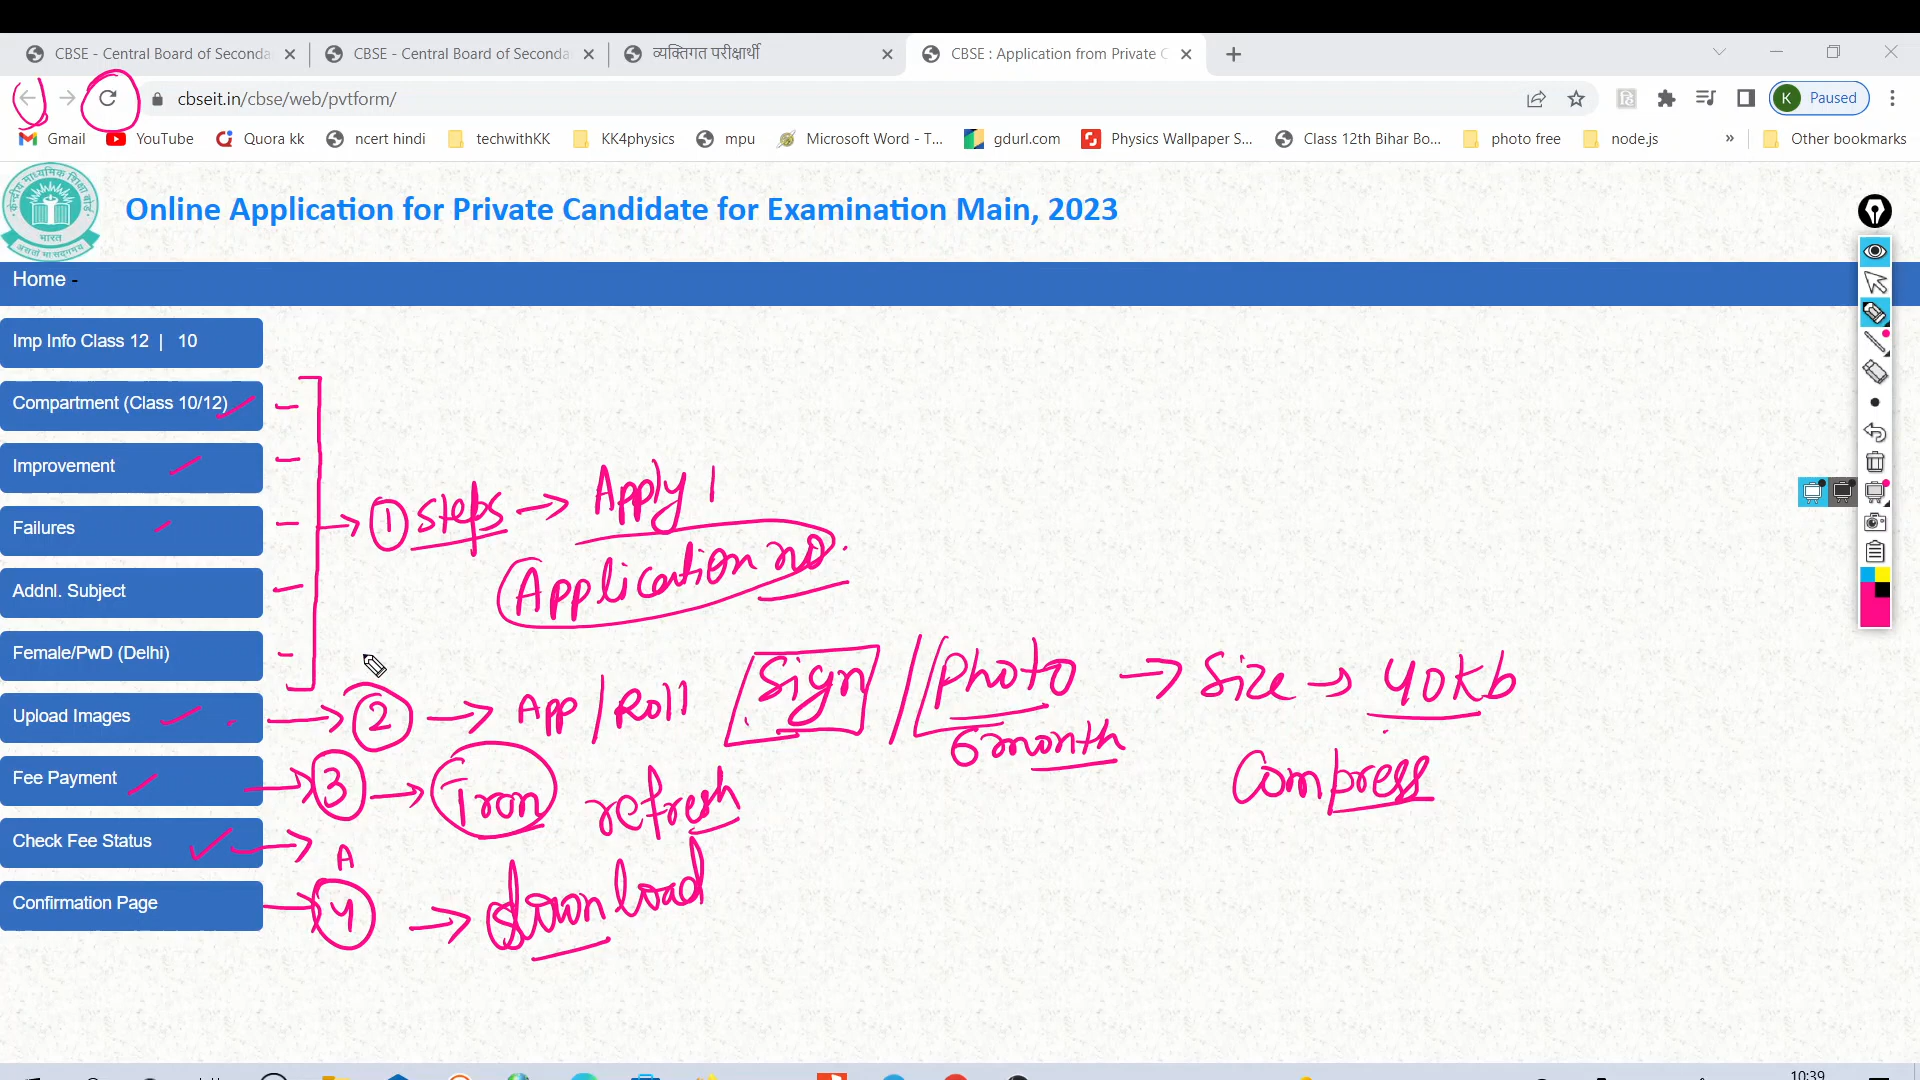 CBSE - Central Board of Seconda
CBSE - Central Board of Seconda
व्यक्तिगत परीक्षार्थी
CBSE : Application from Private C
cbseit.in/cbse/web/pvtform/
K Paused
Gmail
YouTube
Quora kk
ncert hindi
techwithKK
KK4physics
mpu
Microsoft Word - T...
gdurl.com
Physics Wallpaper S...
Class 12th Bihar Bo...
photo free
node.js
»
Other bookmarks
Online Application for Private Candidate for Examination Main, 2023
Home -
Imp Info Class 12 | 10
Compartment (Class 10/12)
Improvement
Failures
Addnl. Subject
Female/PwD (Delhi)
Upload Images
Fee Payment
Check Fee Status
Confirmation Page
① steps → Apply 1
Application no.
② → App/Roll Sign / Photo → Size → 40Kb
6 month
Compress
③ → Tran refresh
A
④ → download
10:39